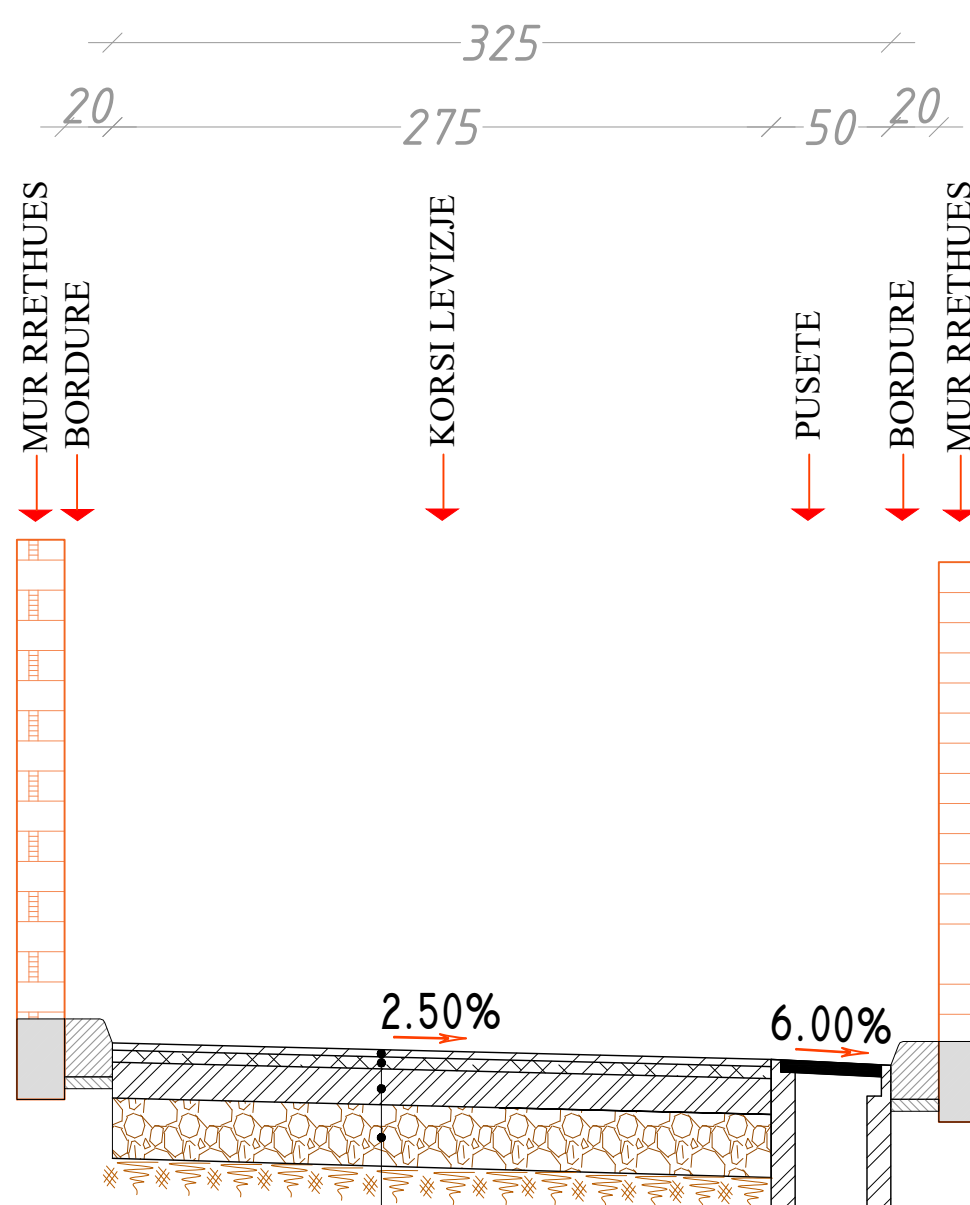 325
20
275
50
20
MUR RRETHUES
BORDURE
KORSI LEVIZJE
PUSETE
BORDURE
MUR RRETHUES
2.50%
6.00%